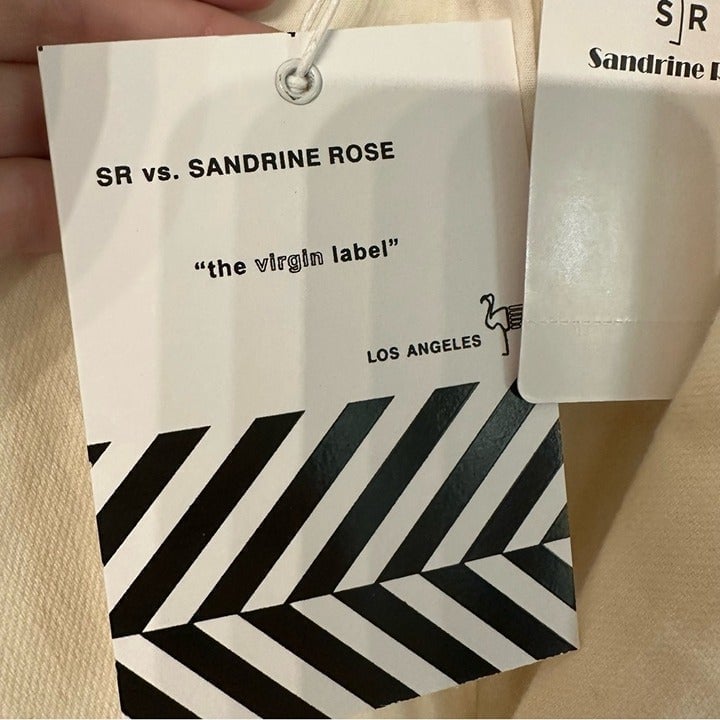 SR vs. SANDRINE ROSE
“the virgin label”
LOS ANGELES
S R
Sandrine